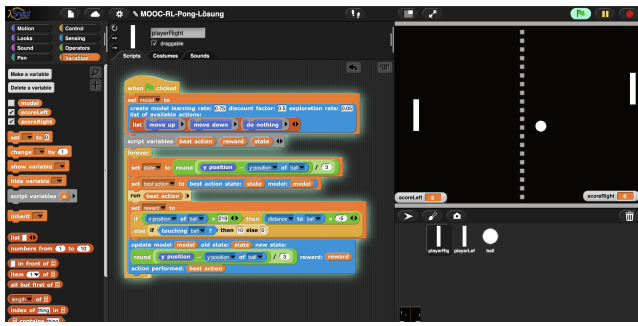 MOOC-RL-Pong-Lösung
Motion
Control
Looks
Sensing
Sound
Operators
Pen
Variables
Make a variable
Delete a variable
model
scoreLeft
scoreRight
set to 0
change by 1
show variable
hide variable
script variables a
inherit
list
numbers from 1 to 10
in front of
item 1 of
all but first of
length of
index of thing in
contains thing
playerRight
draggable
Scripts Costumes Sounds
when clicked
set model to
create model learning rate: 0.75 discount factor: 0.5 exploration rate: 0.05
list of available actions:
list move up move down do nothing
script variables best action reward state
forever
set state to round y position − y position of ball / 3
set best action to best action state: state model: model
run best action
set reward to
if x position of ball > then distance to ball × -5
else if touching ball ? then 10 else 0
update model model old state: state new state:
round y position − y position of ball / 3 reward: reward
action performed: best action
scoreLeft
scoreRight
playerRig
playerLef
ball